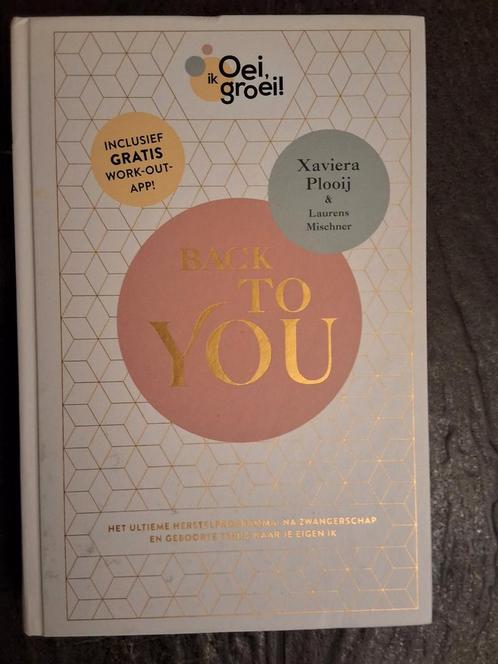 Oei,
ik groei!
INCLUSIEF
GRATIS
WORK-OUT-
APP!
Xaviera
Plooij
&
Laurens
Mischner
BACK
TO
YOU
HET ULTIEME HERSTELPROGRAMMA: NA ZWANGERSCHAP
EN GEBOORTE TERUG NAAR JE EIGEN IK